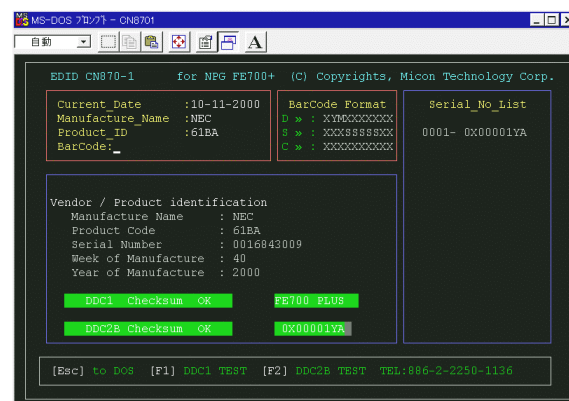 MS-DOS プロンプト - CN8701
自動
EDID CN870-1 for NPG FE700+ (C) Copyrights, Micon Technology Corp.
Current_Date :10-11-2000
Manufacture_Name :NEC
Product_ID :61BA
BarCode:_
BarCode Format
D » : XYMXXXXXXX
S » : XXXSSSSSXX
C » : XXXXXXXXXX
Serial_No_List
0001- 0X00001YA
Vendor / Product identification
Manufacture Name : NEC
Product Code : 61BA
Serial Number : 0016843009
Week of Manufacture : 40
Year of Manufacture : 2000
DDC1 Checksum OK FE700 PLUS
DDC2B Checksum OK 0X00001YA
[Esc] to DOS [F1] DDC1 TEST [F2] DDC2B TEST TEL:886-2-2250-1136